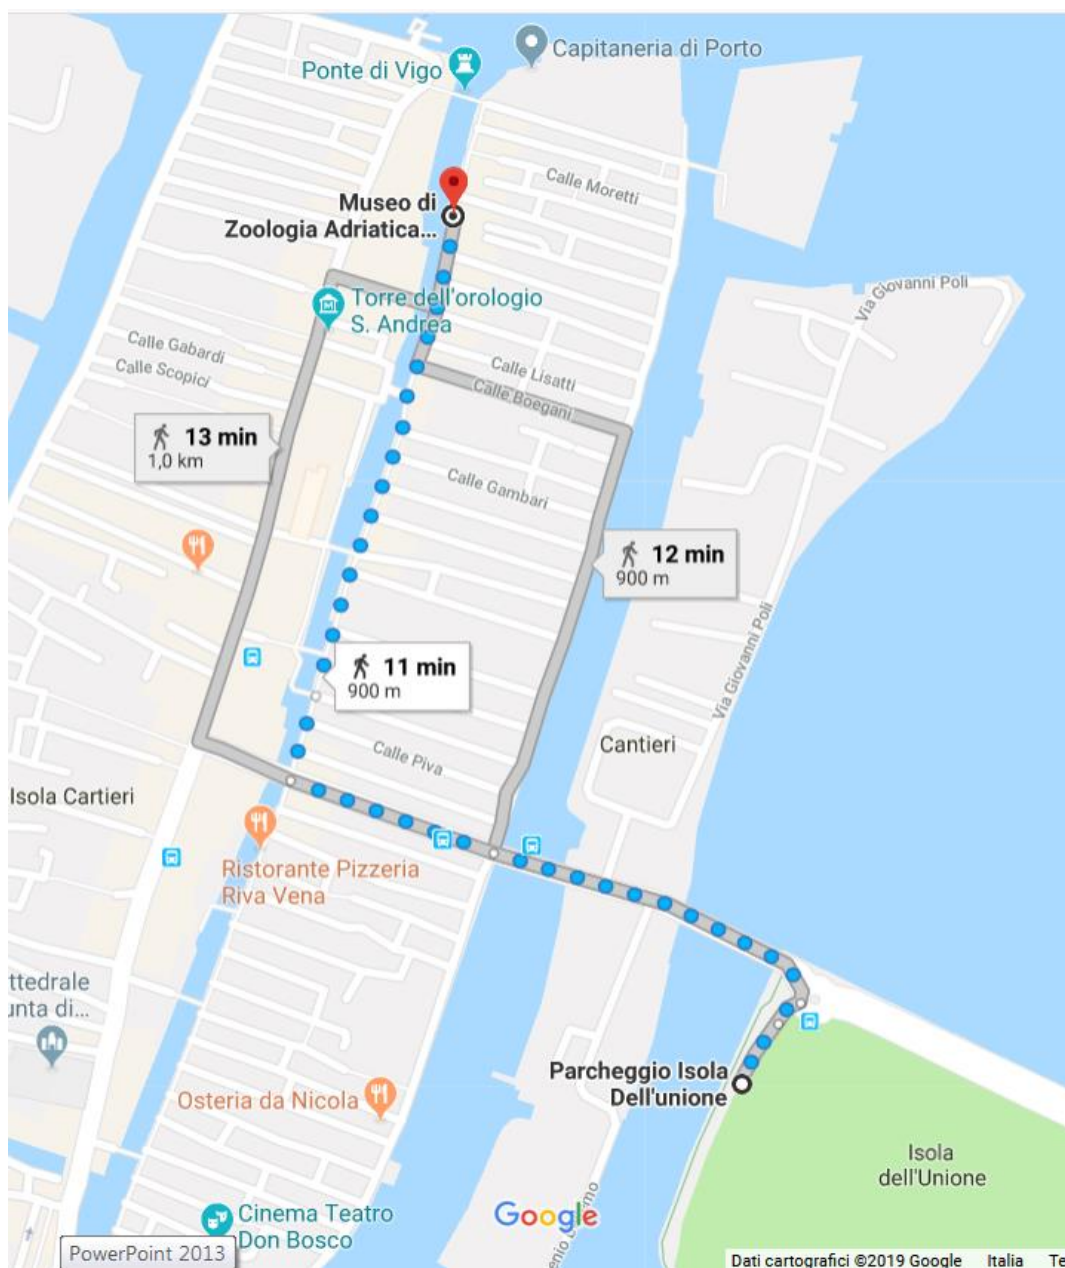 Capitaneria di Porto
Ponte di Vigo
Calle Moretti
Museo di
Zoologia Adriatica...
Via Giovanni Poli
Torre dell'orologio
S. Andrea
Calle Gabardi
Calle Scopici
Calle Lisatti
Calle Boegani
13 min
1,0 km
Calle Gambari
12 min
900 m
11 min
900 m
Via Giovanni Poli
Calle Piva
Cantieri
Isola Cartieri
Ristorante Pizzeria
Riva Vena
ttedrale
unta di...
Parcheggio Isola
Dell'unione
Osteria da Nicola
Isola
dell'Unione
Cinema Teatro
Don Bosco
Google
PowerPoint 2013
Dati cartografici ©2019 Google Italia Te